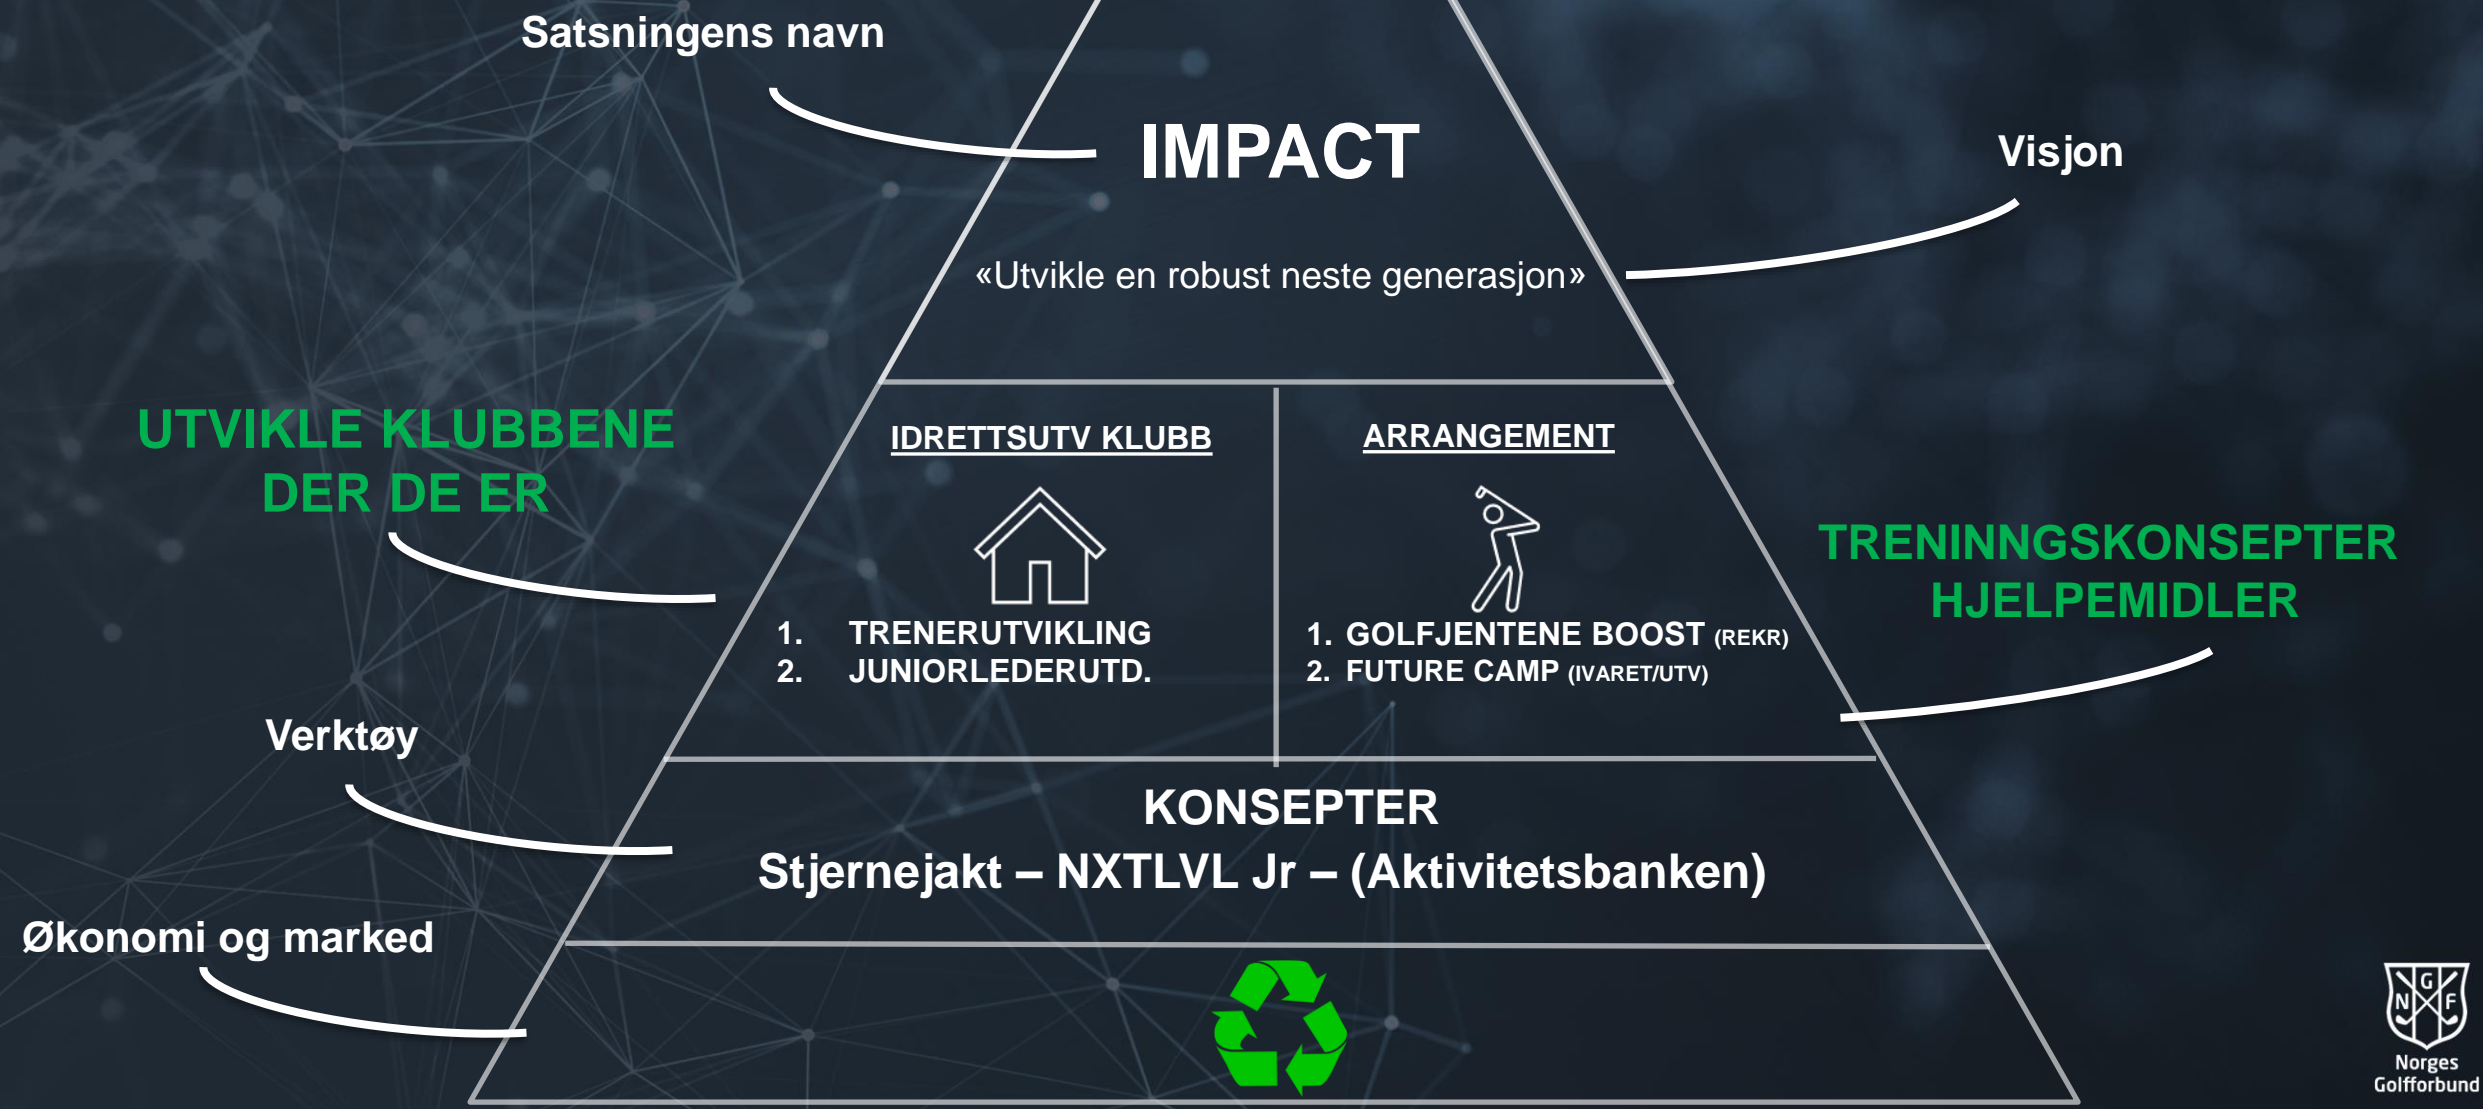 Satsningens navn
IMPACT
Visjon
«Utvikle en robust neste generasjon»
UTVIKLE KLUBBENE
DER DE ER
IDRETTSUTV KLUBB
ARRANGEMENT
TRENINNGSKONSEPTER
HJELPEMIDLER
1. TRENERUTVIKLING
2. JUNIORLEDERUTD.
1. GOLFJENTENE BOOST (REKR)
2. FUTURE CAMP (IVARET/UTV)
Verktøy
KONSEPTER
Stjernejakt – NXTLVL Jr – (Aktivitetsbanken)
Økonomi og marked
G
N F
Norges
Golfforbund